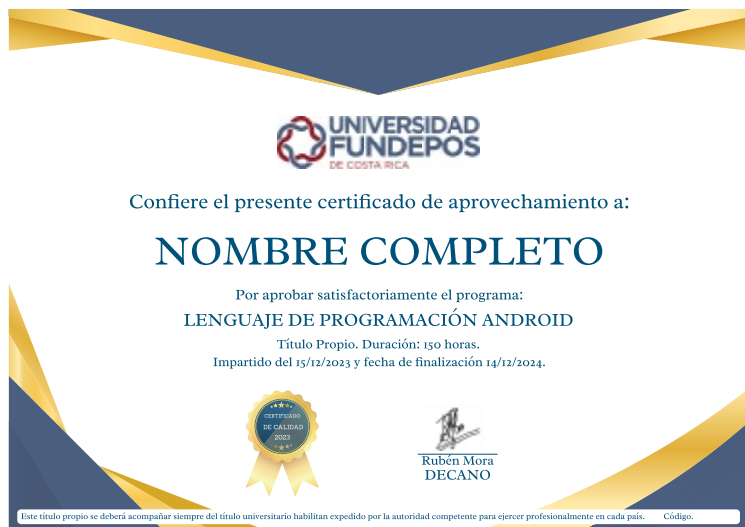 UNIVERSIDAD
FUNDEPOS
DE COSTA RICA
Confiere el presente certificado de aprovechamiento a:
NOMBRE COMPLETO
Por aprobar satisfactoriamente el programa:
LENGUAJE DE PROGRAMACIÓN ANDROID
Título Propio. Duración: 150 horas.
Impartido del 15/12/2023 y fecha de finalización 14/12/2024.
CERTIFICADO
DE CALIDAD
2023
Rubén Mora
DECANO
Este título propio se deberá acompañar siempre del título universitario habilitan expedido por la autoridad competente para ejercer profesionalmente en cada país. Código.